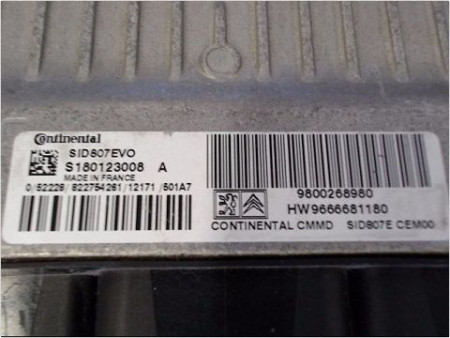 Continental
SID807EVO
S180123008 A
MADE IN FRANCE
0/52226/822754261/12171/501A7
9800268980
HW9666681180
CONTINENTAL CMMD SID807E CEM00